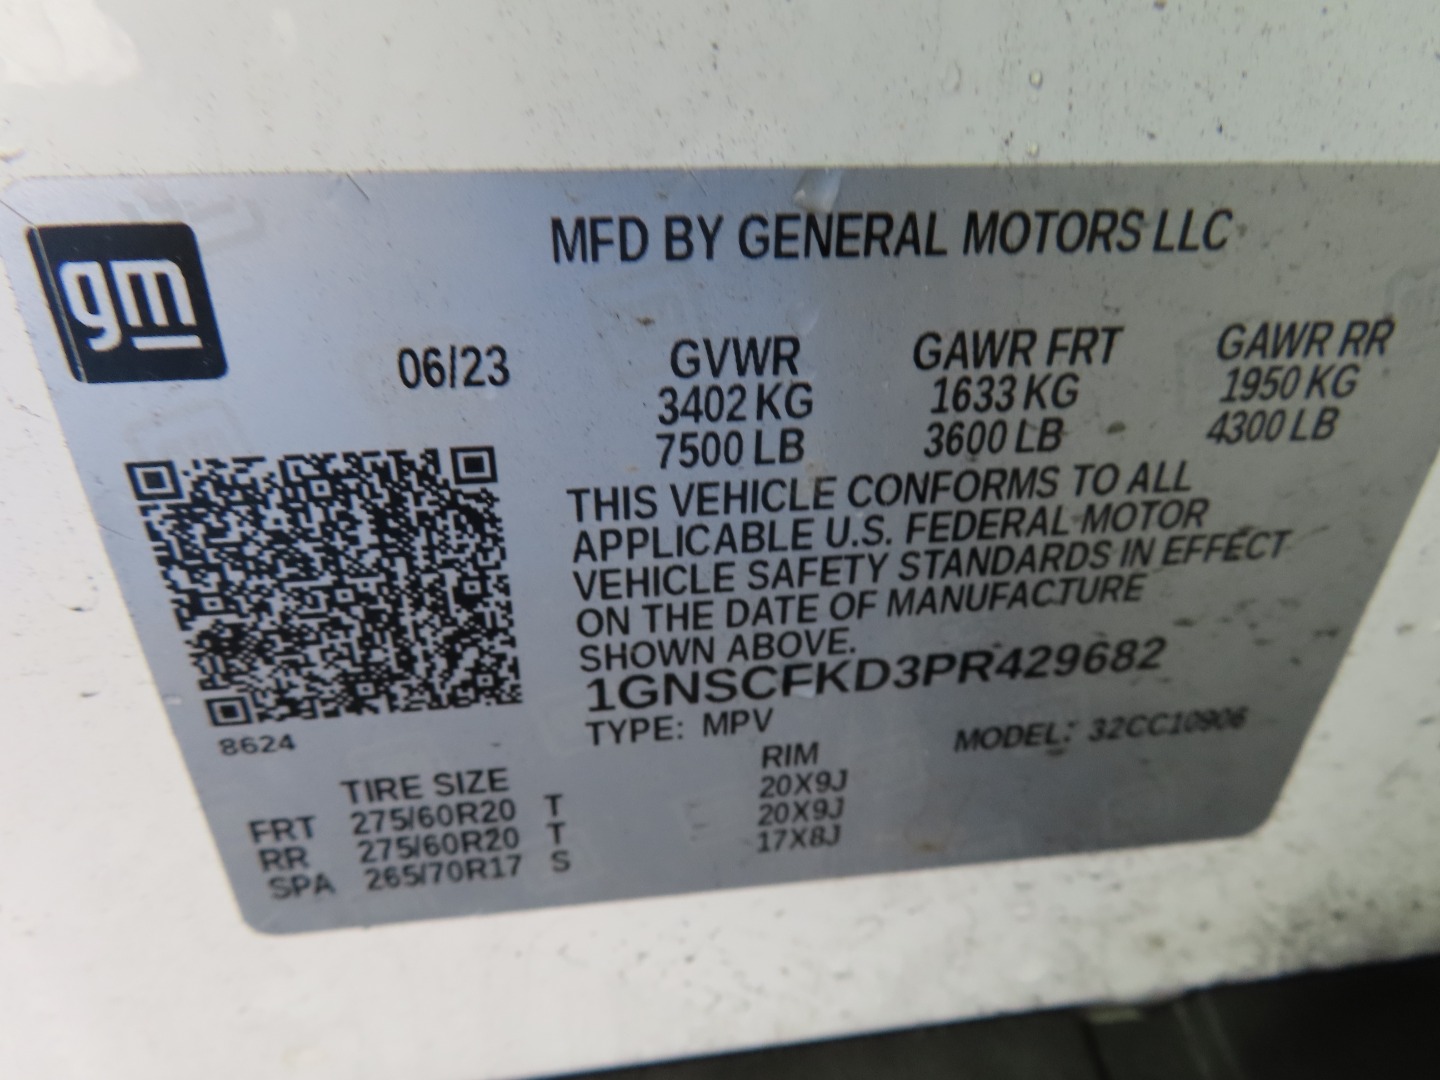 gm
MFD BY GENERAL MOTORS LLC
06/23 GVWR GAWR FRT GAWR RR
3402 KG 1633 KG 1950 KG
7500 LB 3600 LB 4300 LB
THIS VEHICLE CONFORMS TO ALL
APPLICABLE U.S. FEDERAL MOTOR
VEHICLE SAFETY STANDARDS IN EFFECT
ON THE DATE OF MANUFACTURE
SHOWN ABOVE.
1GNSCFKD3PR429682
TYPE: MPV MODEL: 32CC10906
8624
TIRE SIZE RIM
FRT 275/60R20 T 20X9J
RR 275/60R20 T 20X9J
SPA 265/70R17 S 17X8J